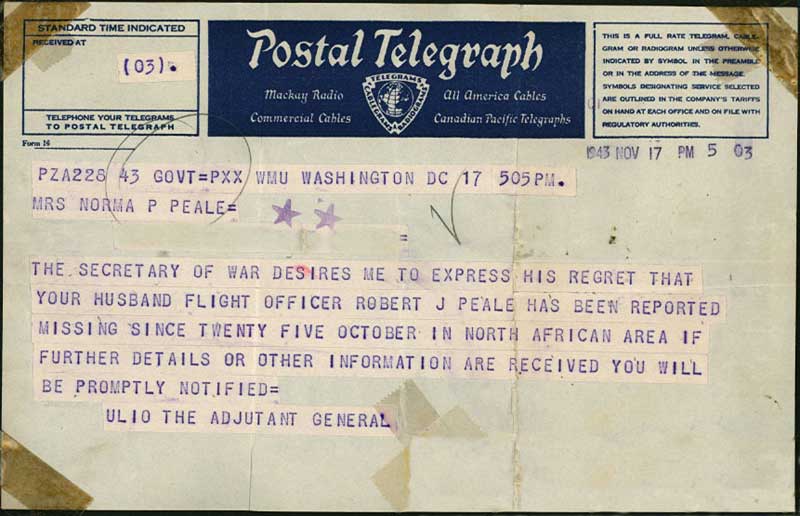 STANDARD TIME INDICATED
RECEIVED AT
(03).
TELEPHONE YOUR TELEGRAMS
TO POSTAL TELEGRAPH
Form 16
Postal Telegraph
Mackay Radio
All America Cables
Commercial Cables
Canadian Pacific Telegraphs
TELEGRAMS
CABLEGRAMS
RADIOGRAMS
THIS IS A FULL RATE TELEGRAM, CABLE-
GRAM OR RADIOGRAM UNLESS OTHERWISE
INDICATED BY SYMBOL IN THE PREAMBLE
OR IN THE ADDRESS OF THE MESSAGE.
SYMBOLS DESIGNATING SERVICE SELECTED
ARE OUTLINED IN THE COMPANY'S TARIFFS
ON HAND AT EACH OFFICE AND ON FILE WITH
REGULATORY AUTHORITIES.
1943 NOV 17 PM 5 03
PZA228 43 GOVT=PXX WMU WASHINGTON DC 17 505PM.
MRS NORMA P PEALE=
=
THE SECRETARY OF WAR DESIRES ME TO EXPRESS HIS REGRET THAT
YOUR HUSBAND FLIGHT OFFICER ROBERT J PEALE HAS BEEN REPORTED
MISSING SINCE TWENTY FIVE OCTOBER IN NORTH AFRICAN AREA IF
FURTHER DETAILS OR OTHER INFORMATION ARE RECEIVED YOU WILL
BE PROMPTLY NOTIFIED=
ULIO THE ADJUTANT GENERAL